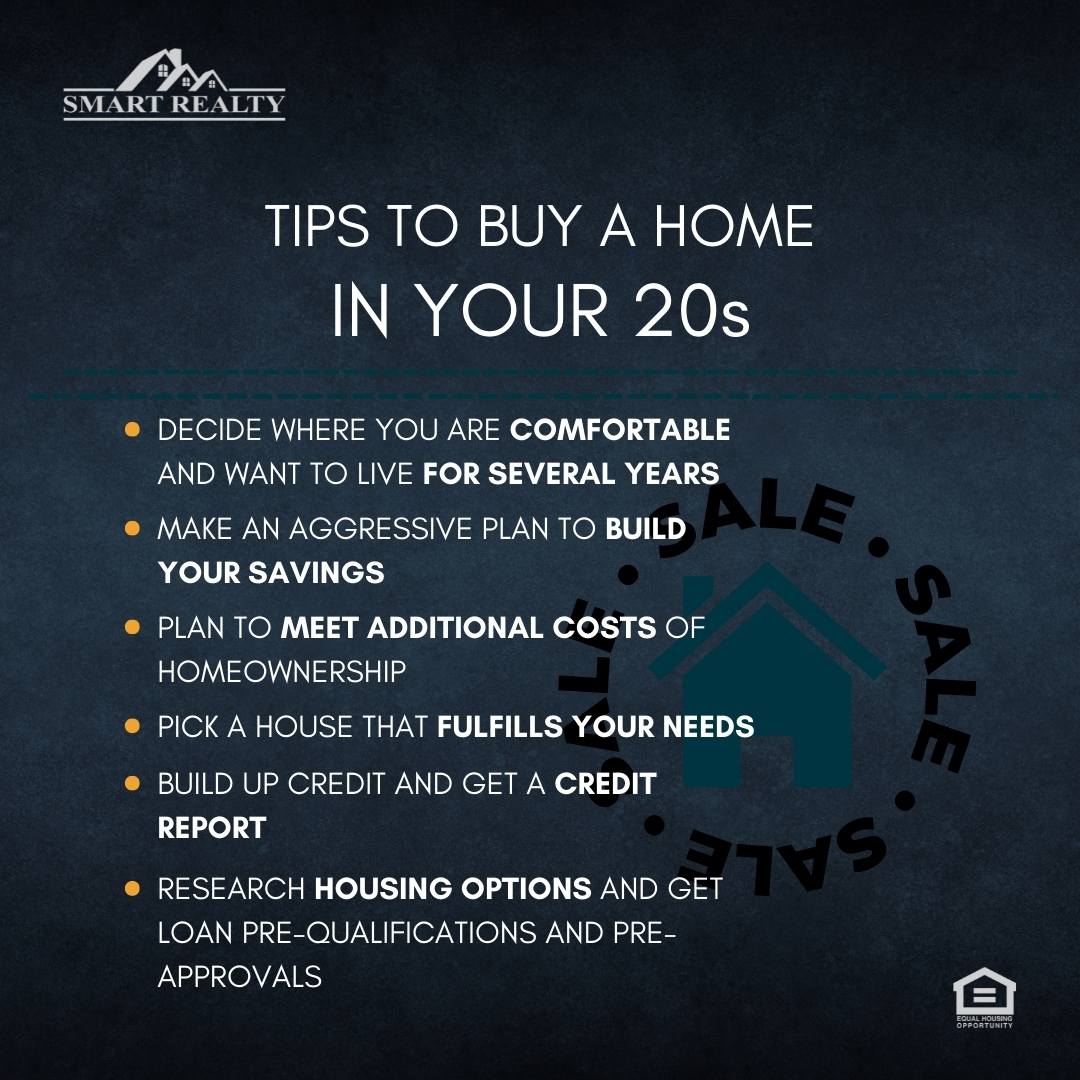 SMART REALTY
TIPS TO BUY A HOME
IN YOUR 20s
DECIDE WHERE YOU ARE COMFORTABLE
AND WANT TO LIVE FOR SEVERAL YEARS
MAKE AN AGGRESSIVE PLAN TO BUILD
YOUR SAVINGS
PLAN TO MEET ADDITIONAL COSTS OF
HOMEOWNERSHIP
PICK A HOUSE THAT FULFILLS YOUR NEEDS
BUILD UP CREDIT AND GET A CREDIT
REPORT
RESEARCH HOUSING OPTIONS AND GET
LOAN PRE-QUALIFICATIONS AND PRE-
APPROVALS
SALE • SALE • SALE • SALE •
EQUAL HOUSING
OPPORTUNITY